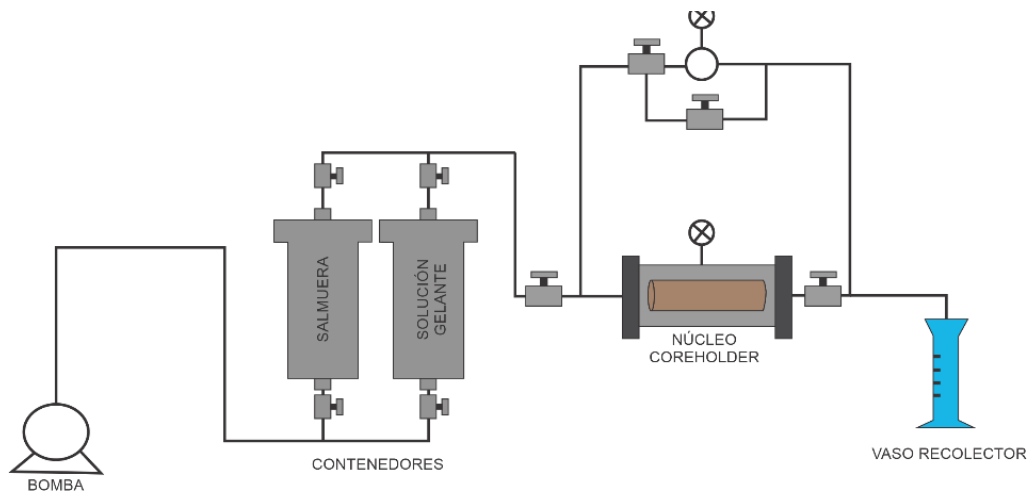 SALMUERA
SOLUCIÓN
GELANTE
NÚCLEO
COREHOLDER
CONTENEDORES
VASO RECOLECTOR
BOMBA